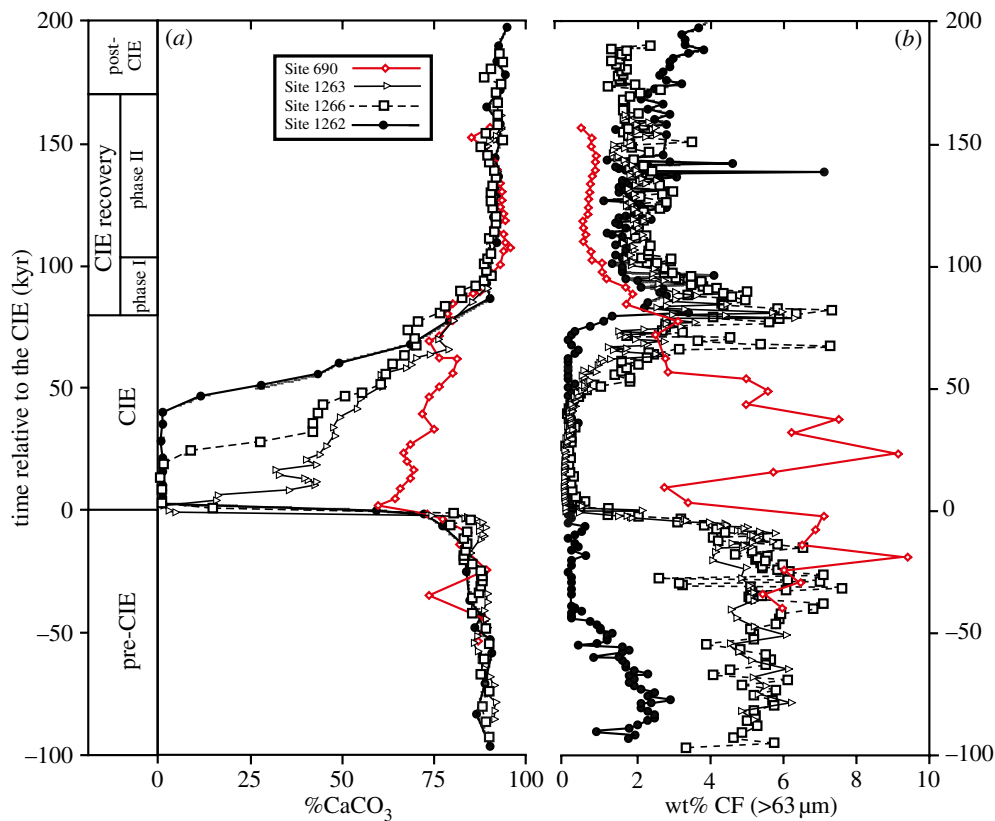 (a)
(b)
Site 690
Site 1263
Site 1266
Site 1262
time relative to the CIE (kyr)
post-CIE
CIE recovery
phase II
phase I
CIE
pre-CIE
200
150
100
50
0
−50
−100
0
25
50
75
100
%CaCO₃
0
2
4
6
8
10
wt% CF (>63 µm)
200
150
100
50
0
−50
−100